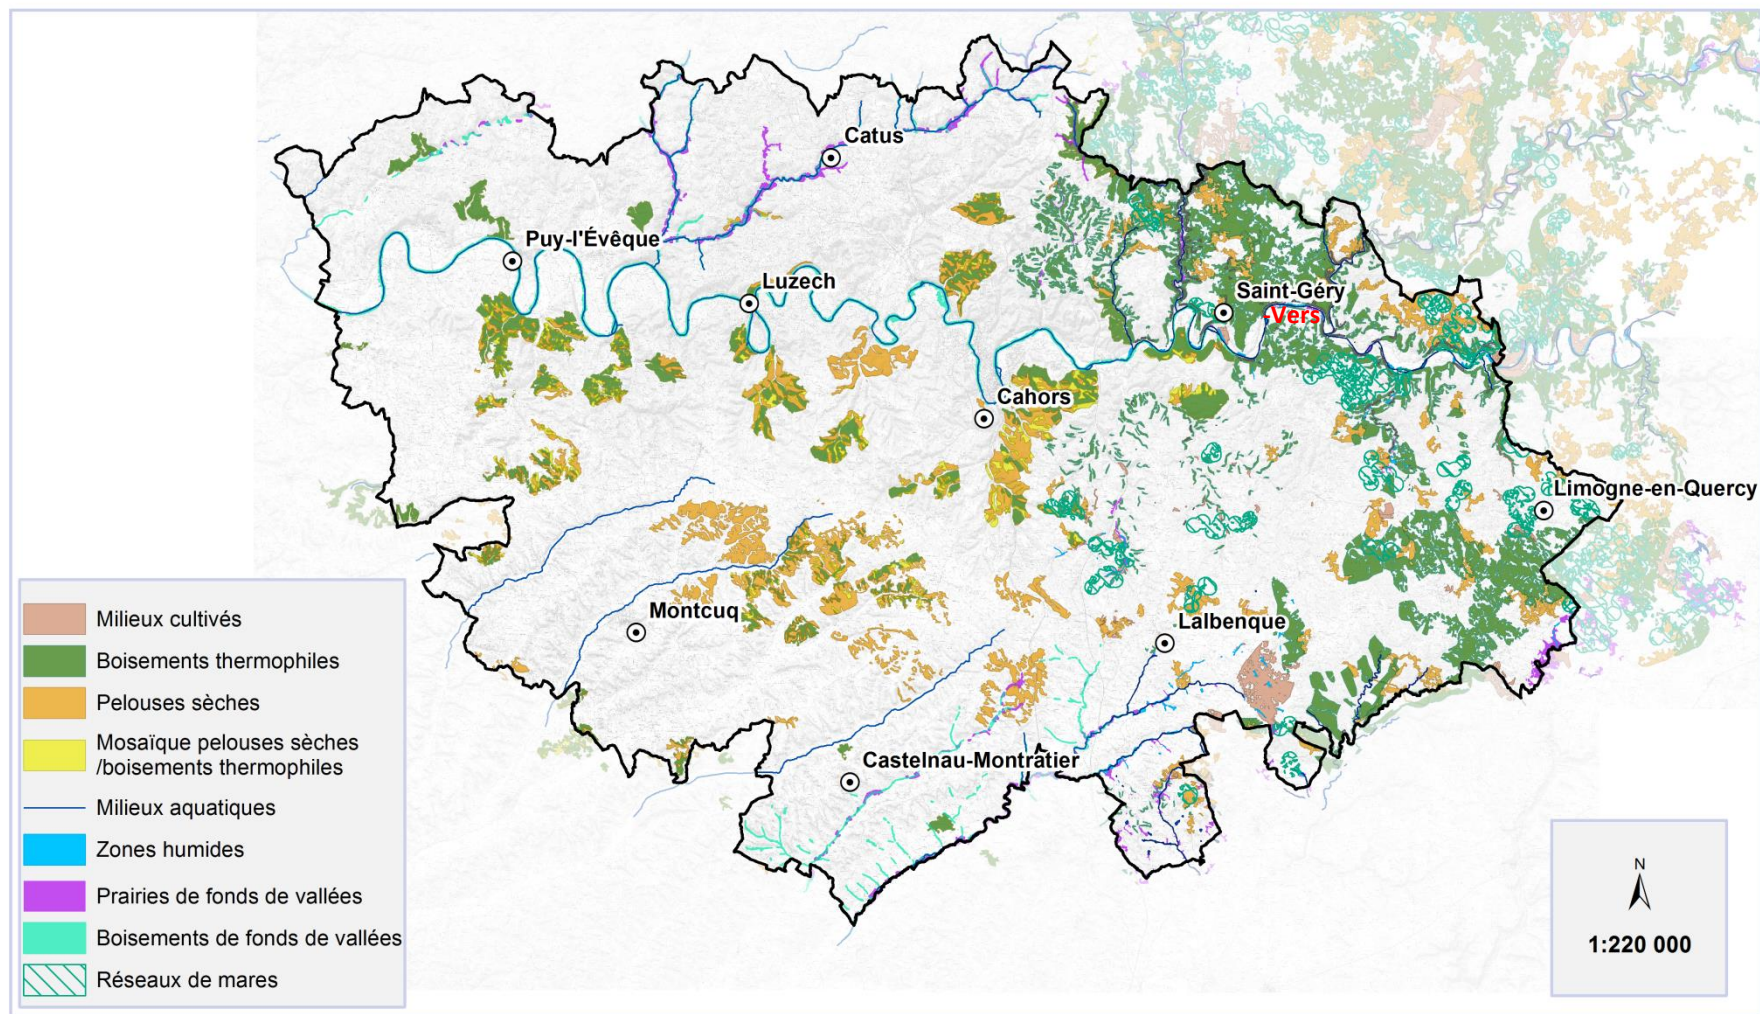 Catus
Puy-l'Évêque
Luzech
Saint-Géry
-Vers
Cahors
Limogne-en-Quercy
Montcuq
Lalbenque
Castelnau-Montratier
Milieux cultivés
Boisements thermophiles
Pelouses sèches
Mosaïque pelouses sèches
/boisements thermophiles
Milieux aquatiques
Zones humides
Prairies de fonds de vallées
Boisements de fonds de vallées
Réseaux de mares
N
1:220 000